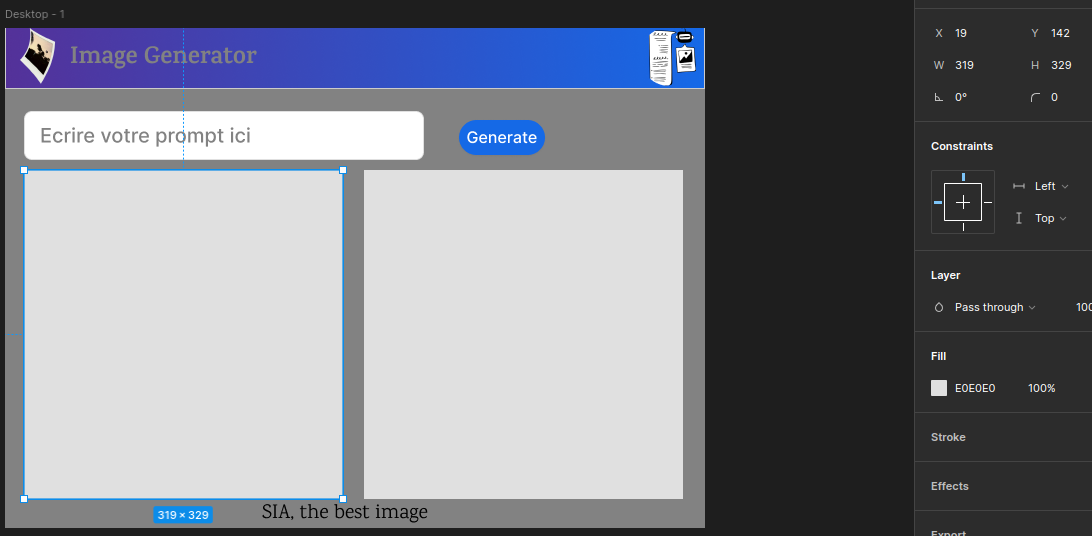 Desktop - 1
Image Generator
Ecrire votre prompt ici
Generate
319 × 329
SIA, the best image
X 19 Y 142
W 319 H 329
0° 0
Constraints
Left
Top
Layer
Pass through 100
Fill
E0E0E0 100%
Stroke
Effects
Export